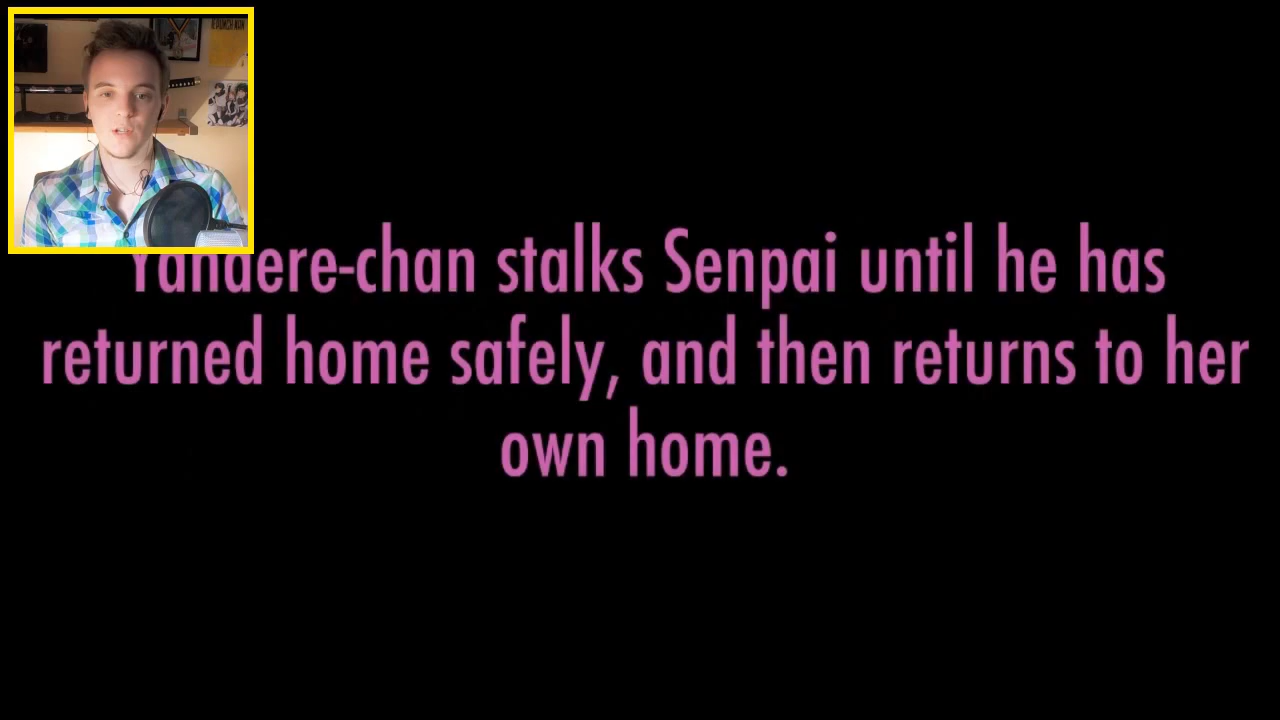 Yandere-chan stalks Senpai until he has
returned home safely, and then returns to her
own home.